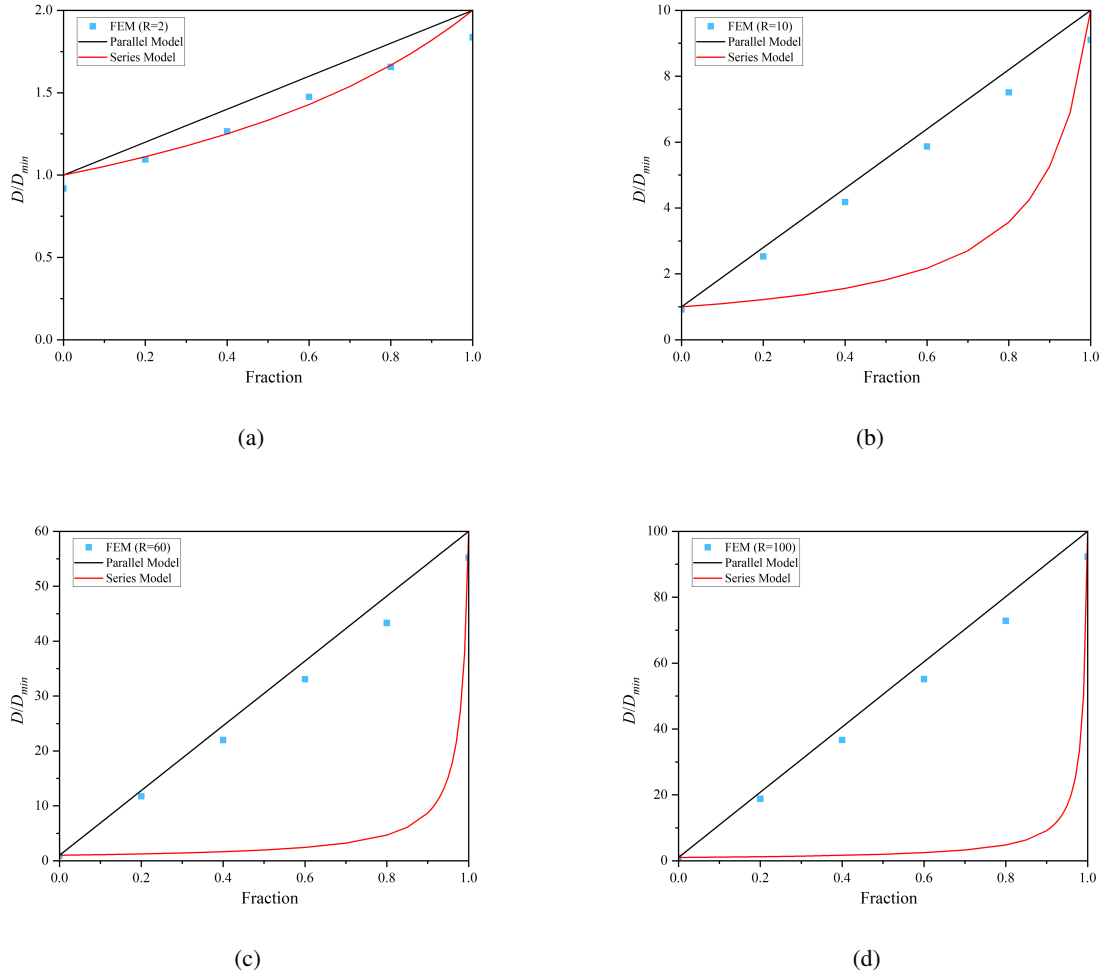 FEM (R=2)
Parallel Model
Series Model
2.0
1.5
1.0
0.5
0.0
D/Dmin
0.0 0.2 0.4 0.6 0.8 1.0
Fraction
(a)
FEM (R=10)
Parallel Model
Series Model
10
8
6
4
2
0
D/Dmin
0.0 0.2 0.4 0.6 0.8 1.0
Fraction
(b)
FEM (R=60)
Parallel Model
Series Model
60
50
40
30
20
10
0
D/Dmin
0.0 0.2 0.4 0.6 0.8 1.0
Fraction
(c)
FEM (R=100)
Parallel Model
Series Model
100
80
60
40
20
0
D/Dmin
0.0 0.2 0.4 0.6 0.8 1.0
Fraction
(d)